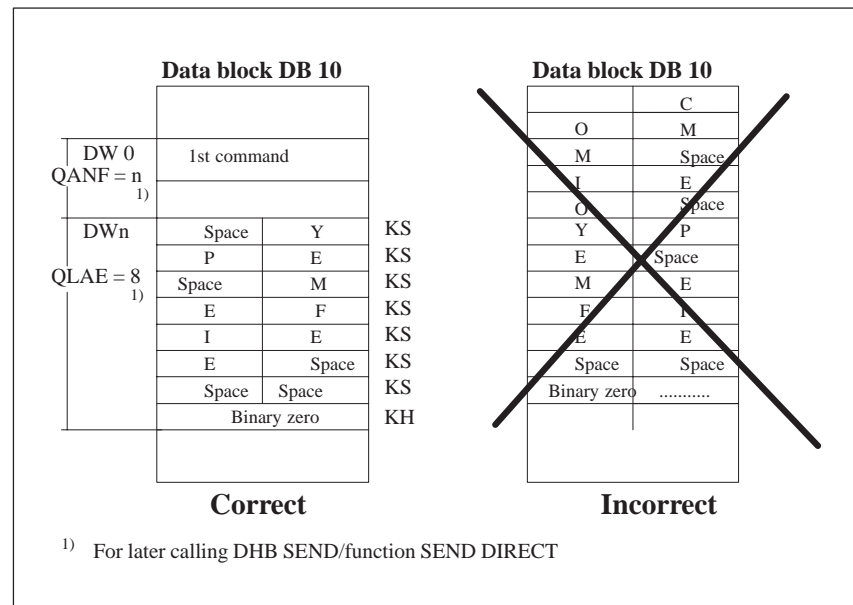 Data block DB 10
DW 0
QANF = n
1)
1st command
DWn
QLAE = 8
1)
Space Y KS
P E KS
Space M KS
E F KS
I E KS
E Space KS
Space Space KS
Binary zero KH
Correct
Data block DB 10
C
O M
M Space
I E
O Space
Y P
E Space
M E
F I
E E
Space Space
Binary zero ...........
Incorrect
1) For later calling DHB SEND/function SEND DIRECT